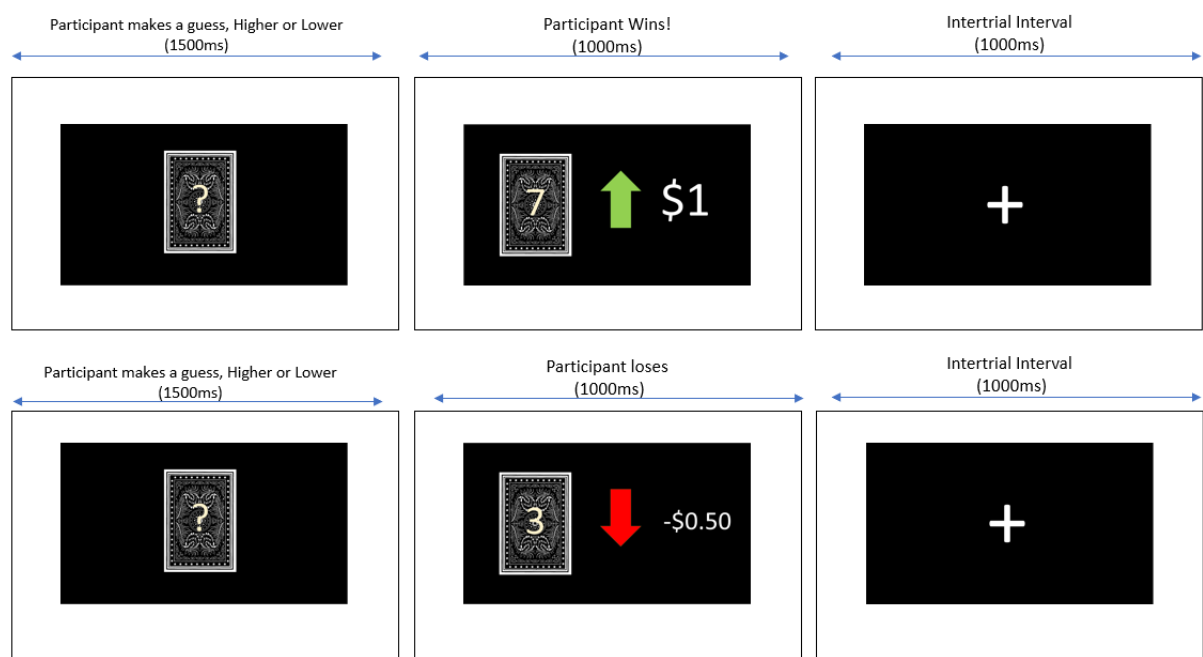 Participant makes a guess, Higher or Lower
(1500ms)
Participant Wins!
(1000ms)
Intertrial Interval
(1000ms)
?
7
$1
+
Participant makes a guess, Higher or Lower
(1500ms)
Participant loses
(1000ms)
Intertrial Interval
(1000ms)
?
3
-$0.50
+